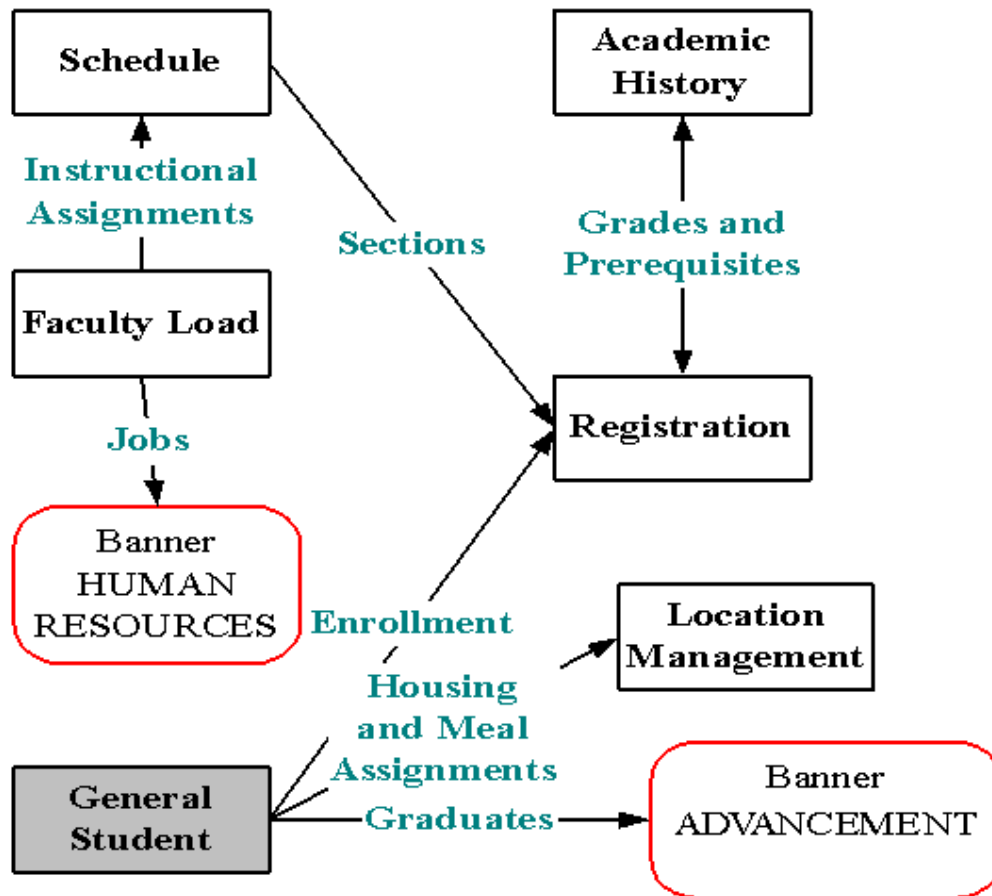 Schedule
Academic
History
Instructional
Assignments
Sections
Grades and
Prerequisites
Faculty Load
Registration
Jobs
Banner
HUMAN
RESOURCES
Enrollment
Location
Management
Housing
and Meal
Assignments
General
Student
Graduates
Banner
ADVANCEMENT